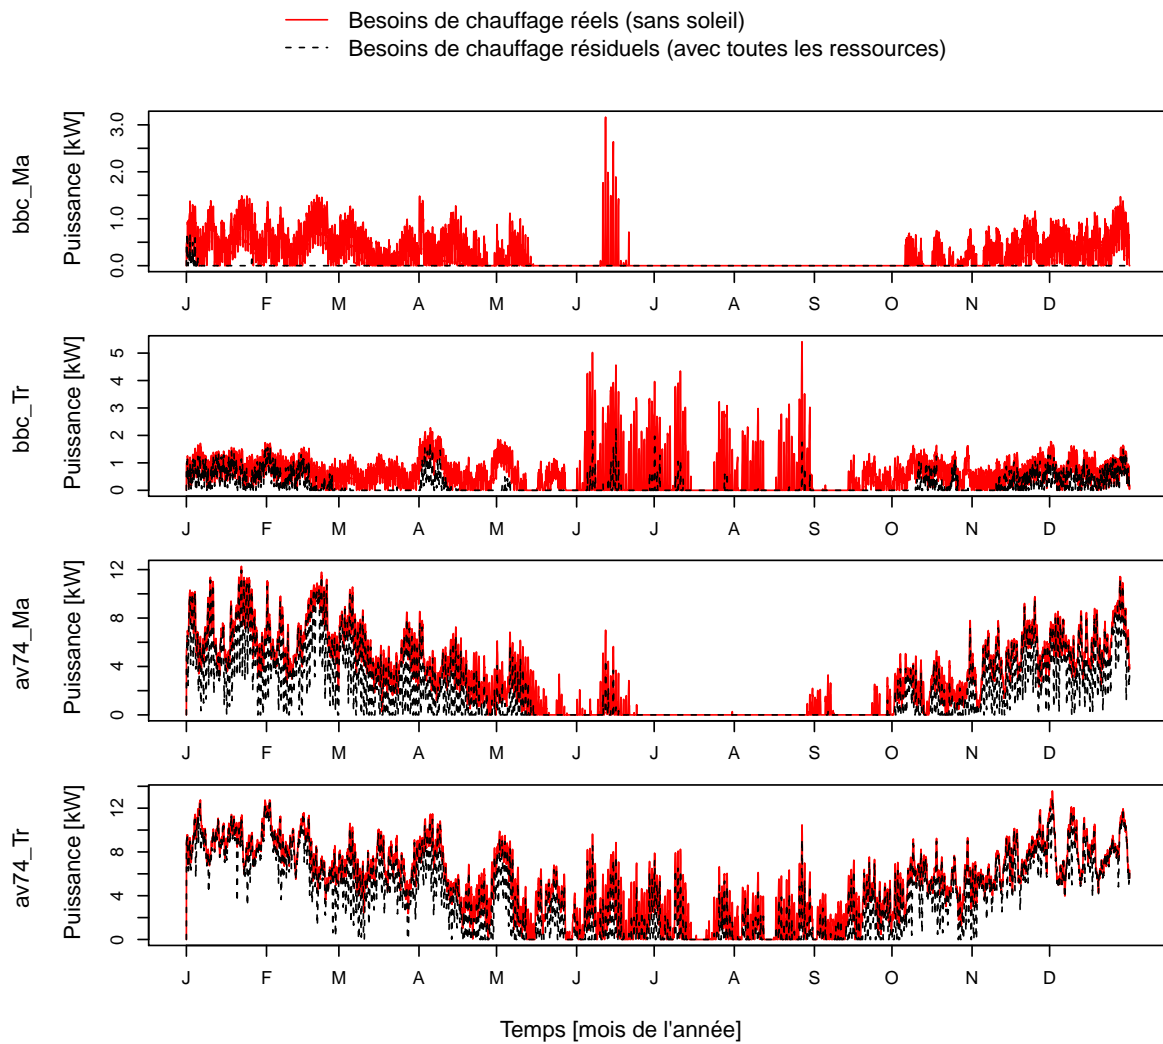 Besoins de chauffage réels (sans soleil)
Besoins de chauffage résiduels (avec toutes les ressources)
bbc_Ma
Puissance [kW]
0.0 1.0 2.0 3.0
J F M A M J J A S O N D
bbc_Tr
Puissance [kW]
0 1 2 3 4 5
J F M A M J J A S O N D
av74_Ma
Puissance [kW]
0 4 8 12
J F M A M J J A S O N D
av74_Tr
Puissance [kW]
0 4 8 12
J F M A M J J A S O N D
Temps [mois de l'année]